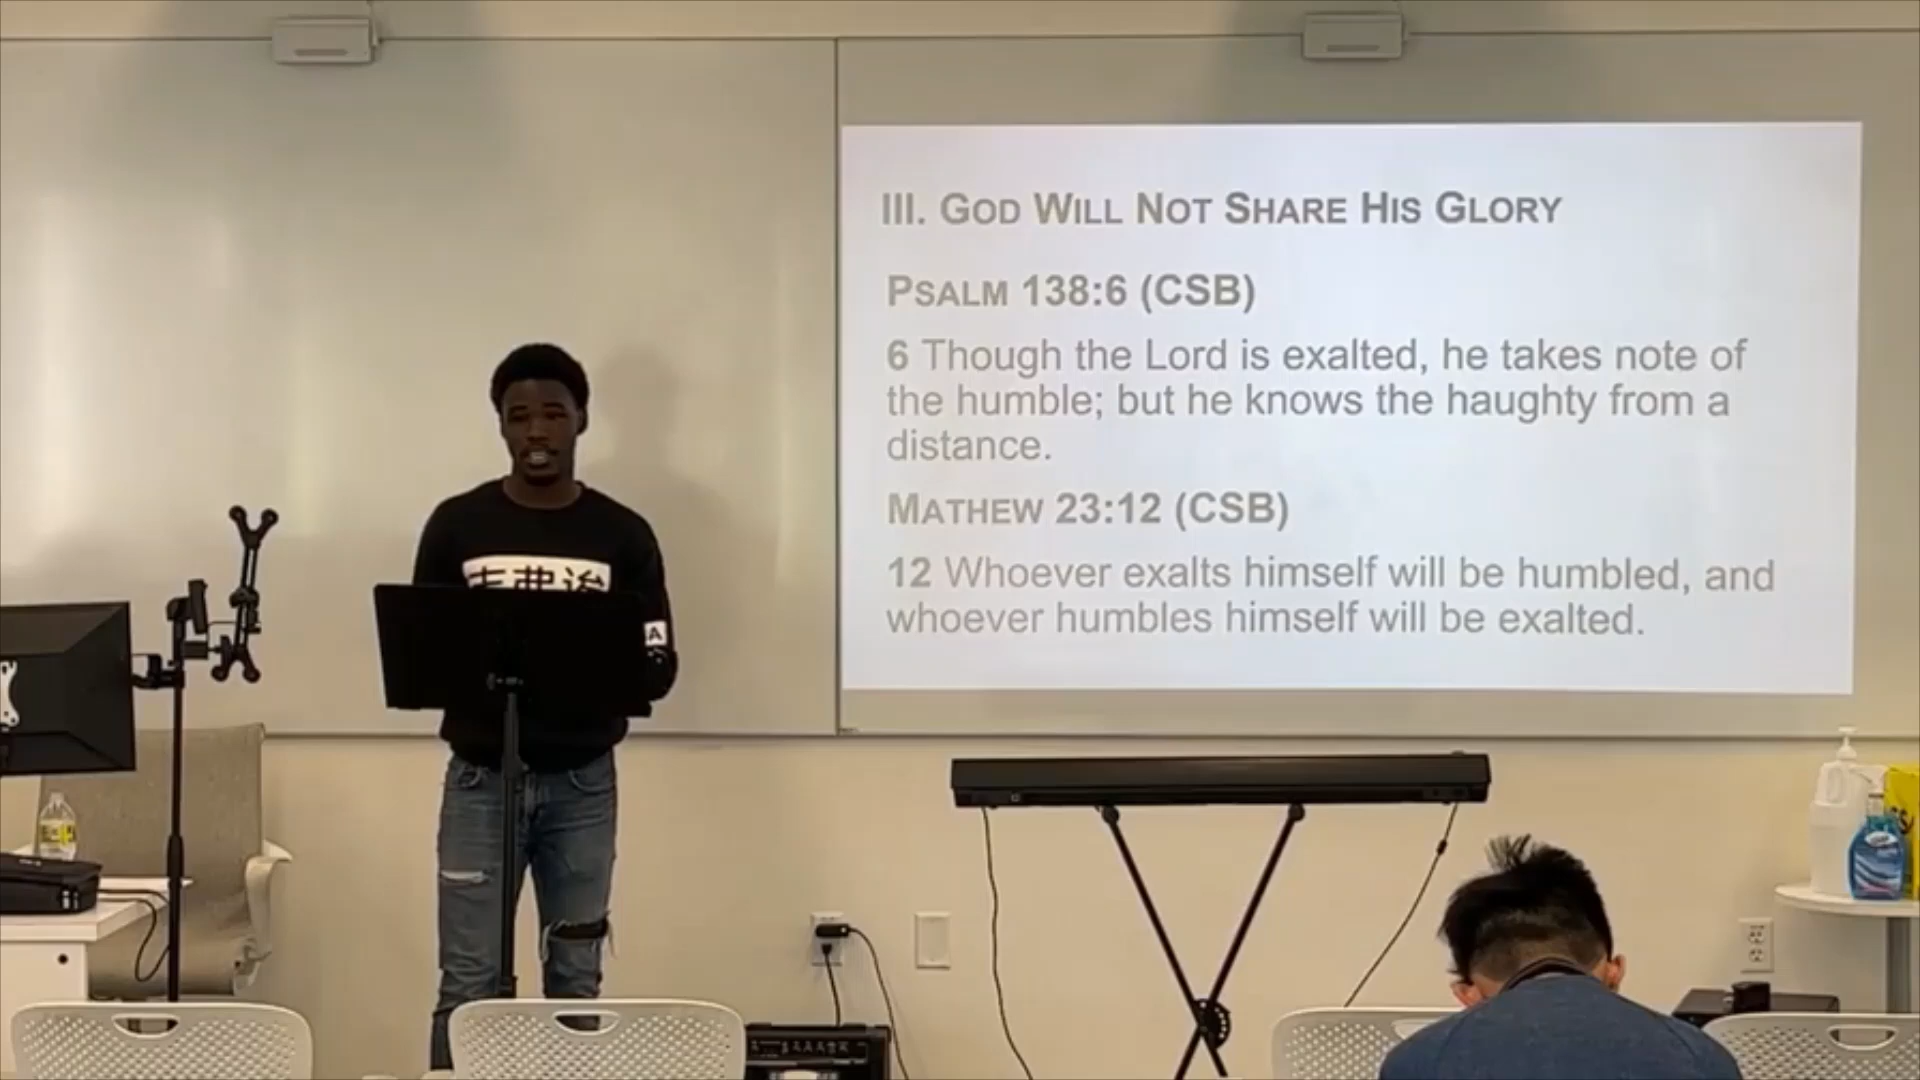 III. GOD WILL NOT SHARE HIS GLORY
PSALM 138:6 (CSB)
6 Though the Lord is exalted, he takes note of
the humble; but he knows the haughty from a
distance.
MATHEW 23:12 (CSB)
12 Whoever exalts himself will be humbled, and
whoever humbles himself will be exalted.
A